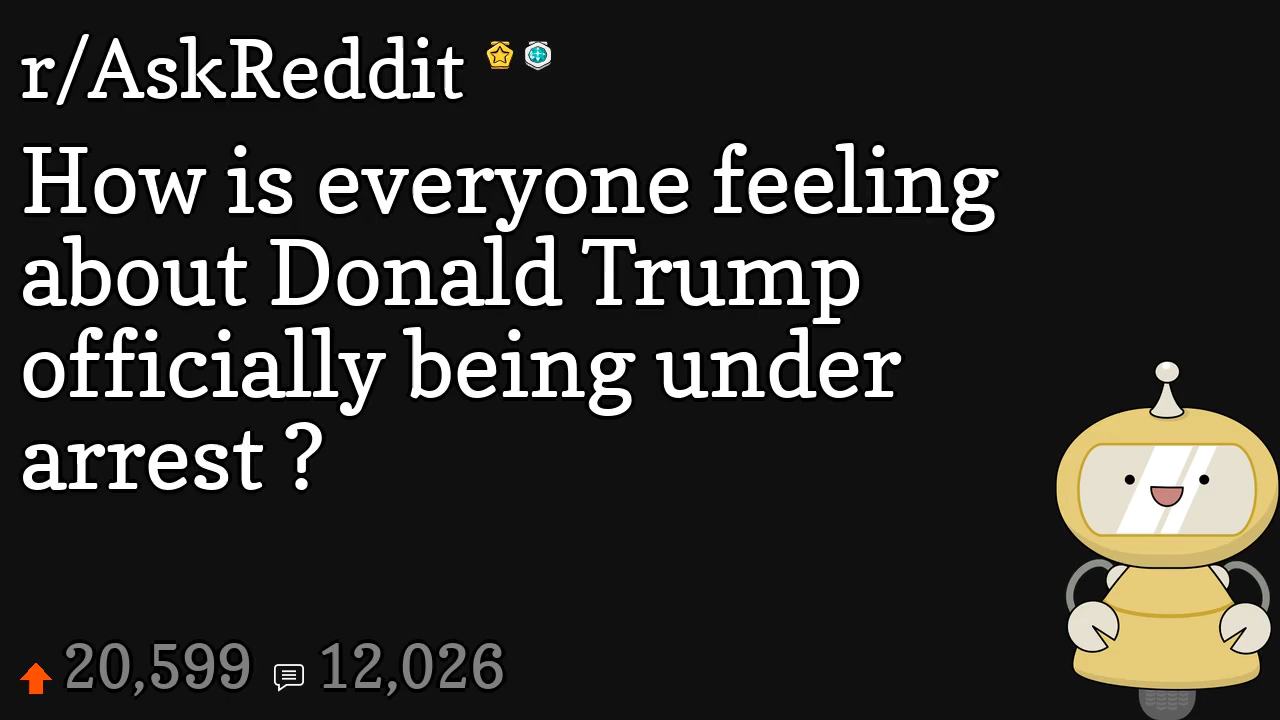 r/AskReddit
How is everyone feeling
about Donald Trump
officially being under
arrest ?
20,599 12,026